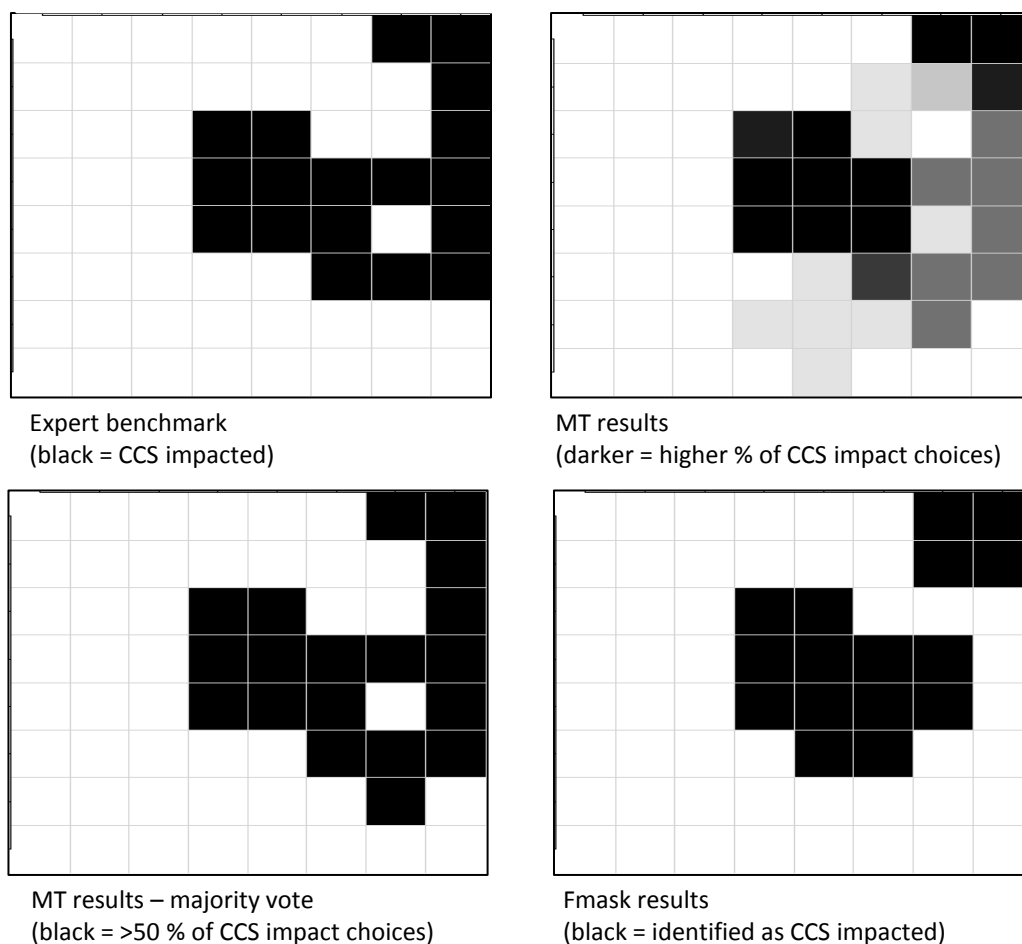 Expert benchmark
(black = CCS impacted)
MT results
(darker = higher % of CCS impact choices)
MT results – majority vote
(black = >50 % of CCS impact choices)
Fmask results
(black = identified as CCS impacted)